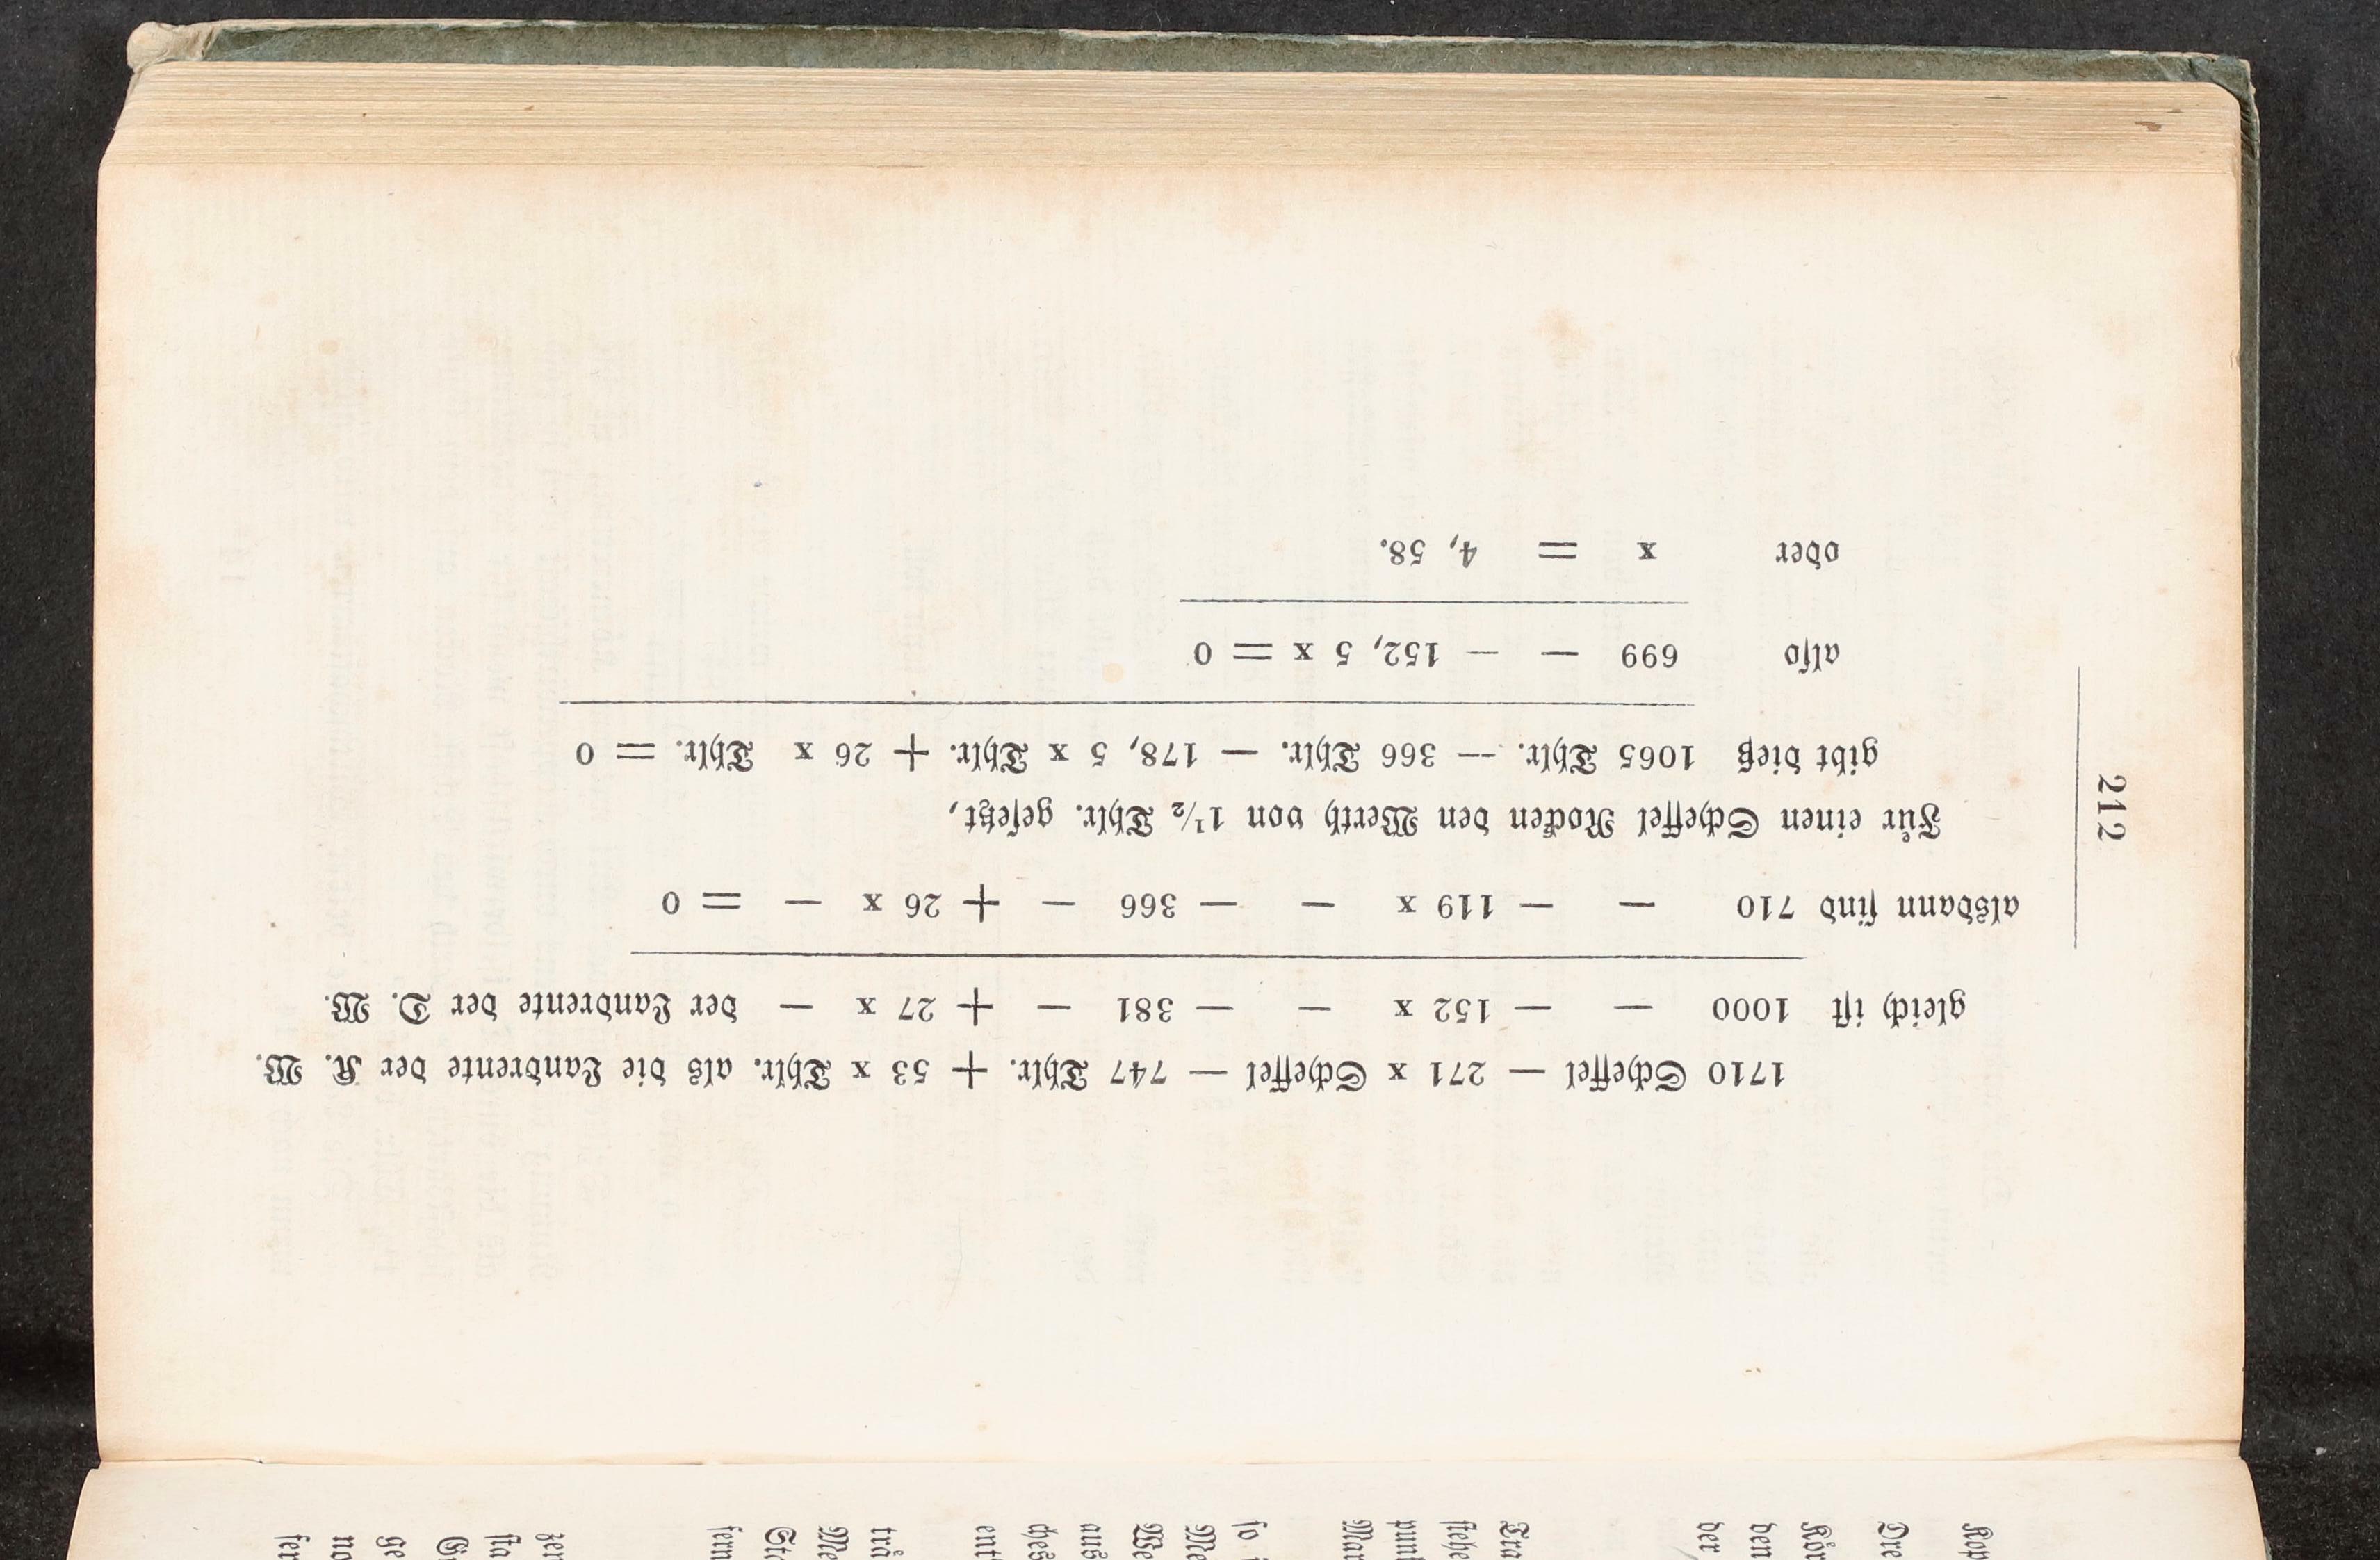 212
1710 Scheffel — 271 x Scheffel — 747 Thlr. + 53 x Thlr. als die Landrente der K. W.
gleich ist 1000 — — 152 x — — 381 — + 27 x — der Landrente der D. W.
alsdann sind 710 — — 119 x — — 366 — + 26 x — = 0
Fůr einen Scheffel Rocken den Werth von 1½ Thlr. gesetzt,
gibt dieß 1065 Thlr. — 366 Thlr. — 178, 5 x Thlr. + 26 x Thlr. = 0
also 699 — — 152, 5 x = 0
oder x = 4, 58.